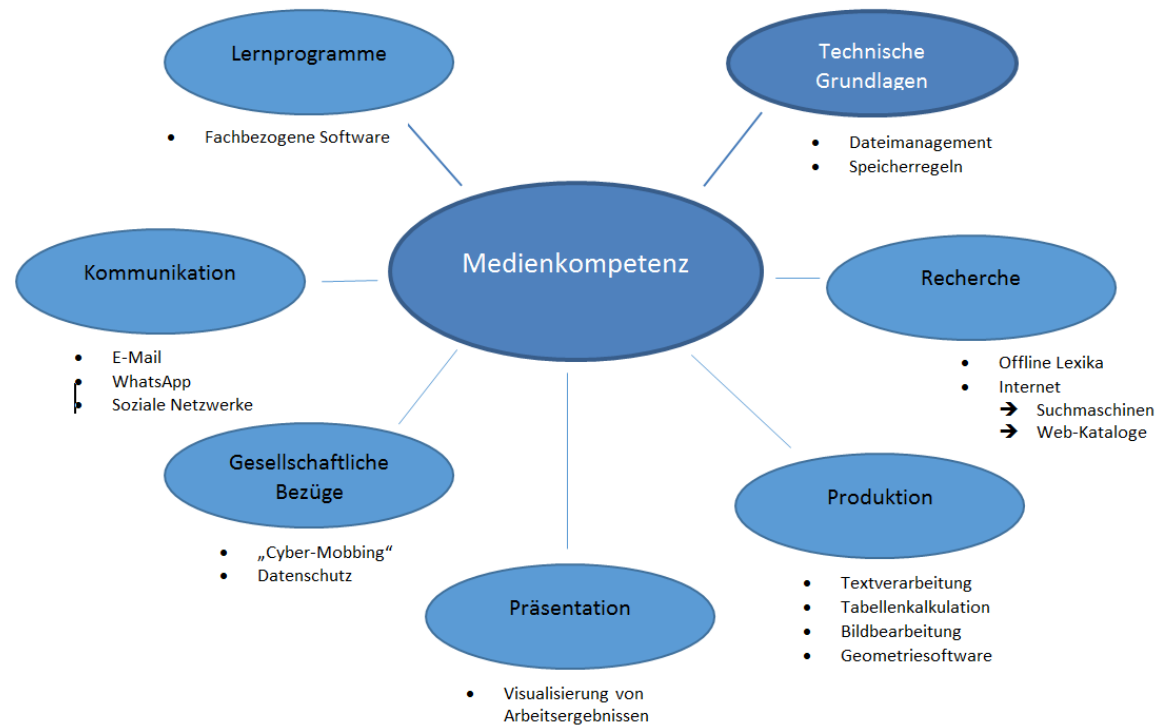 Lernprogramme
• Fachbezogene Software
Technische
Grundlagen
• Dateimanagement
• Speicherregeln
Medienkompetenz
Kommunikation
• E-Mail
• WhatsApp
• Soziale Netzwerke
Recherche
• Offline Lexika
• Internet
➔ Suchmaschinen
➔ Web-Kataloge
Gesellschaftliche
Bezüge
• „Cyber-Mobbing“
• Datenschutz
Produktion
• Textverarbeitung
• Tabellenkalkulation
• Bildbearbeitung
• Geometriesoftware
Präsentation
• Visualisierung von
Arbeitsergebnissen